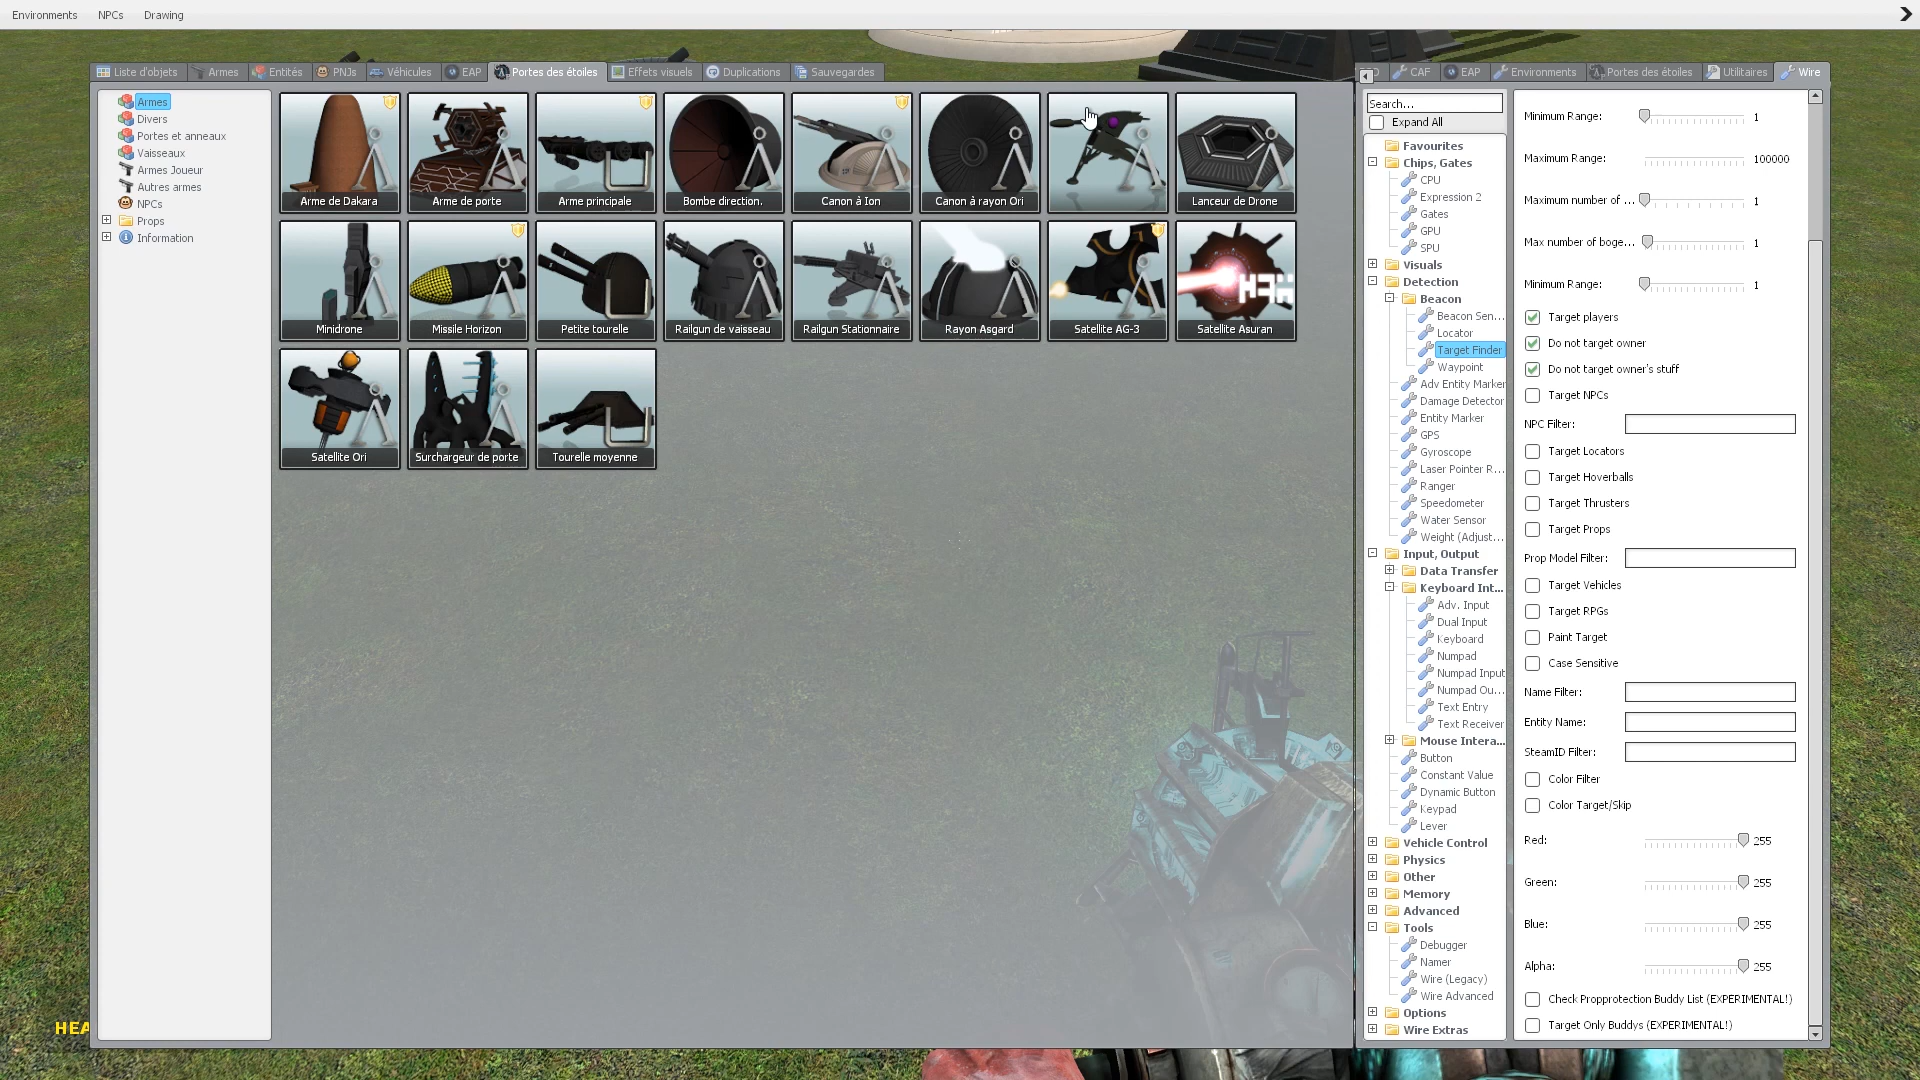 Environments NPCs Drawing
Liste d'objets Armes Entités PNJs Véhicules EAP Portes des étoiles Effets visuels Duplications Sauvegardes
CAF EAP Environments Portes des étoiles Utilitaires Wire
Armes
Divers
Portes et anneaux
Vaisseaux
Armes Joueur
Autres armes
NPCs
Props
Information
Arme de Dakara
Arme de porte
Arme principale
Bombe direction.
Canon à Ion
Canon à rayon Ori
Lanceur de Drone
Minidrone
Missile Horizon
Petite tourelle
Railgun de vaisseau
Railgun Stationnaire
Rayon Asgard
Satellite AG-3
Satellite Asuran
Satellite Ori
Surchargeur de porte
Tourelle moyenne
Search...
Expand All
Favourites
Chips, Gates
CPU
Expression 2
Gates
GPU
SPU
Visuals
Detection
Beacon
Beacon Sen...
Locator
Target Finder
Waypoint
Adv Entity Marker
Damage Detector
Entity Marker
GPS
Gyroscope
Laser Pointer R...
Ranger
Speedometer
Water Sensor
Weight (Adjust...
Input, Output
Data Transfer
Keyboard Int...
Adv. Input
Dual Input
Keyboard
Numpad
Numpad Input
Numpad Ou...
Text Entry
Text Receiver
Mouse Intera...
Button
Constant Value
Dynamic Button
Keypad
Lever
Vehicle Control
Physics
Other
Memory
Advanced
Tools
Debugger
Namer
Wire (Legacy)
Wire Advanced
Options
Wire Extras
Minimum Range: 1
Maximum Range: 100000
Maximum number of ... 1
Max number of boge... 1
Minimum Range: 1
Target players
Do not target owner
Do not target owner's stuff
Target NPCs
NPC Filter:
Target Locators
Target Hoverballs
Target Thrusters
Target Props
Prop Model Filter:
Target Vehicles
Target RPGs
Paint Target
Case Sensitive
Name Filter:
Entity Name:
SteamID Filter:
Color Filter
Color Target/Skip
Red: 255
Green: 255
Blue: 255
Alpha: 255
Check Propprotection Buddy List (EXPERIMENTAL!)
Target Only Buddys (EXPERIMENTAL!)
HEA